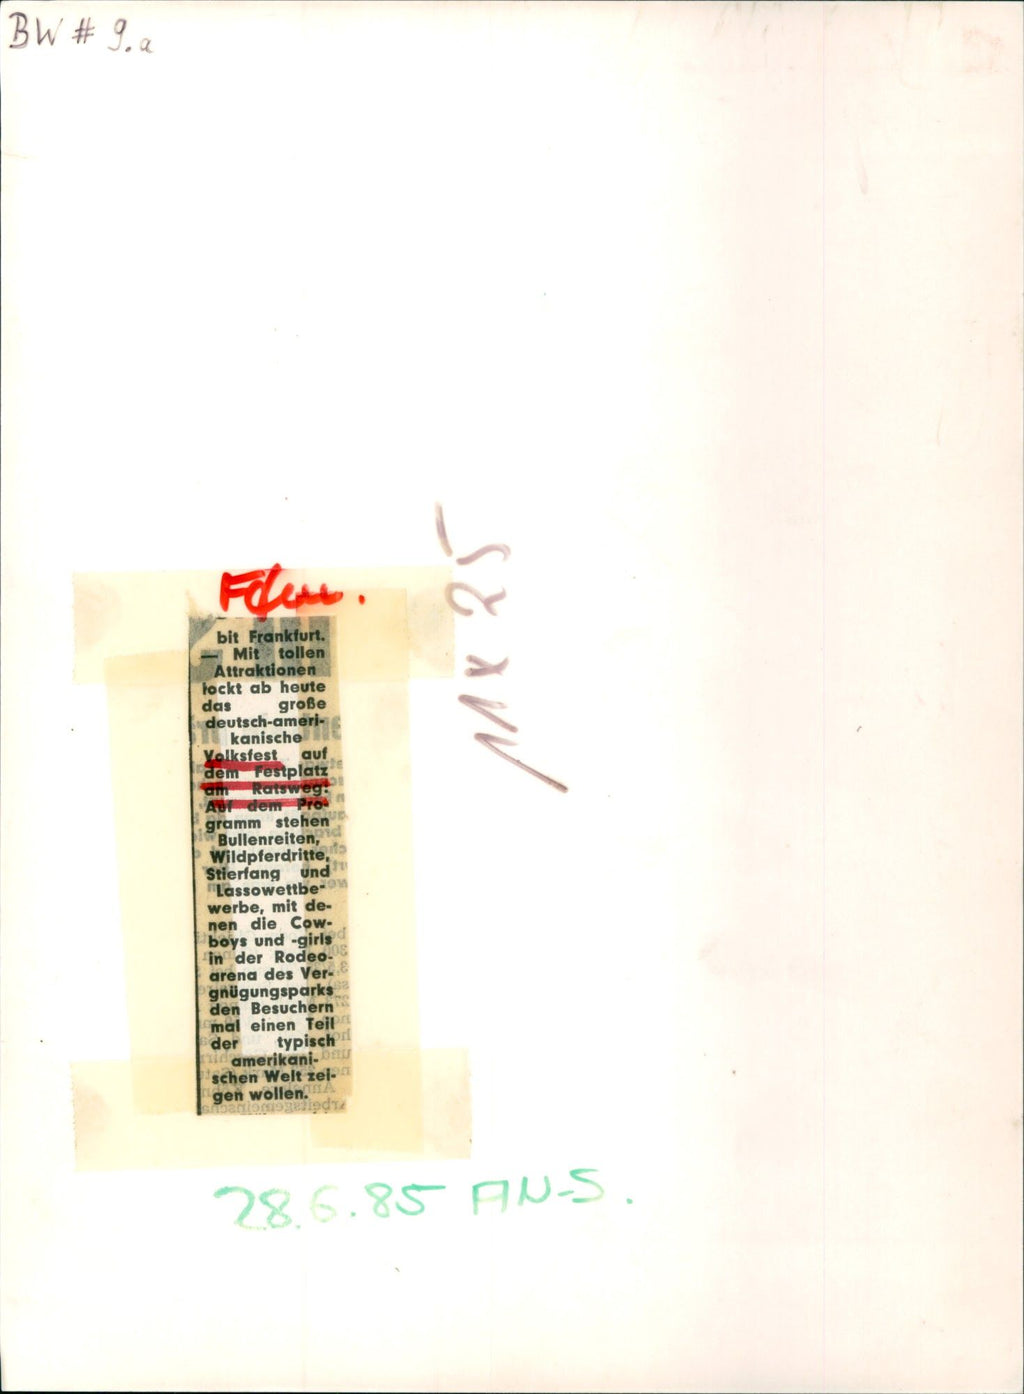 BW # 9.a
bit Frankfurt.
— Mit tollen
Attraktionen
lockt ab heute
das große
deutsch-ameri-
kanische
Volksfest auf
dem Festplatz
am Ratsweg:
Auf dem Pro-
gramm stehen
Bullenreiten,
Wildpferdritte,
Stierfang und
Lassowettbe-
werbe, mit de-
nen die Cow-
boys und -girls
in der Rodeo-
arena des Ver-
gnügungsparks
den Besuchern
mal einen Teil
der typisch
amerikani-
schen Welt zei-
gen wollen.
28.6.85 AN-S.